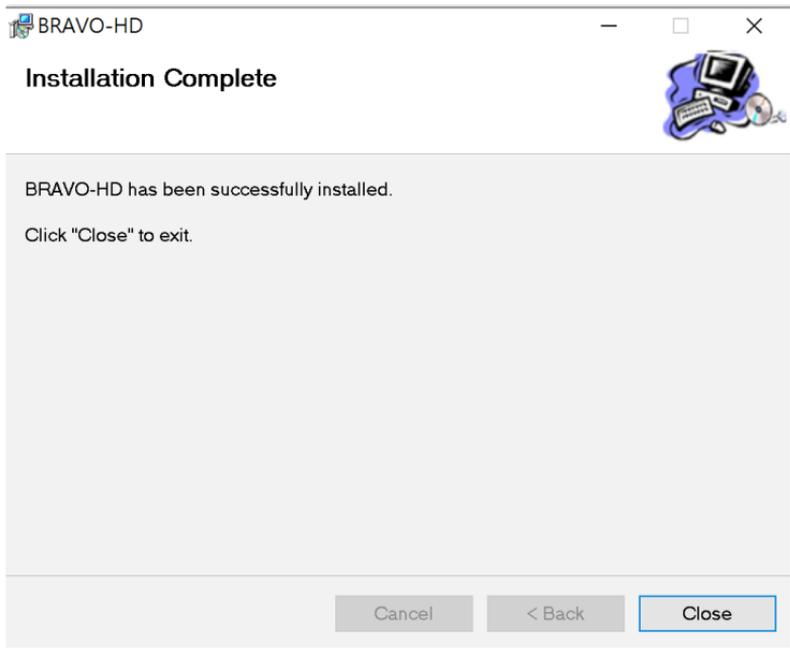 BRAVO-HD
Installation Complete
BRAVO-HD has been successfully installed.
Click "Close" to exit.
Cancel
< Back
Close